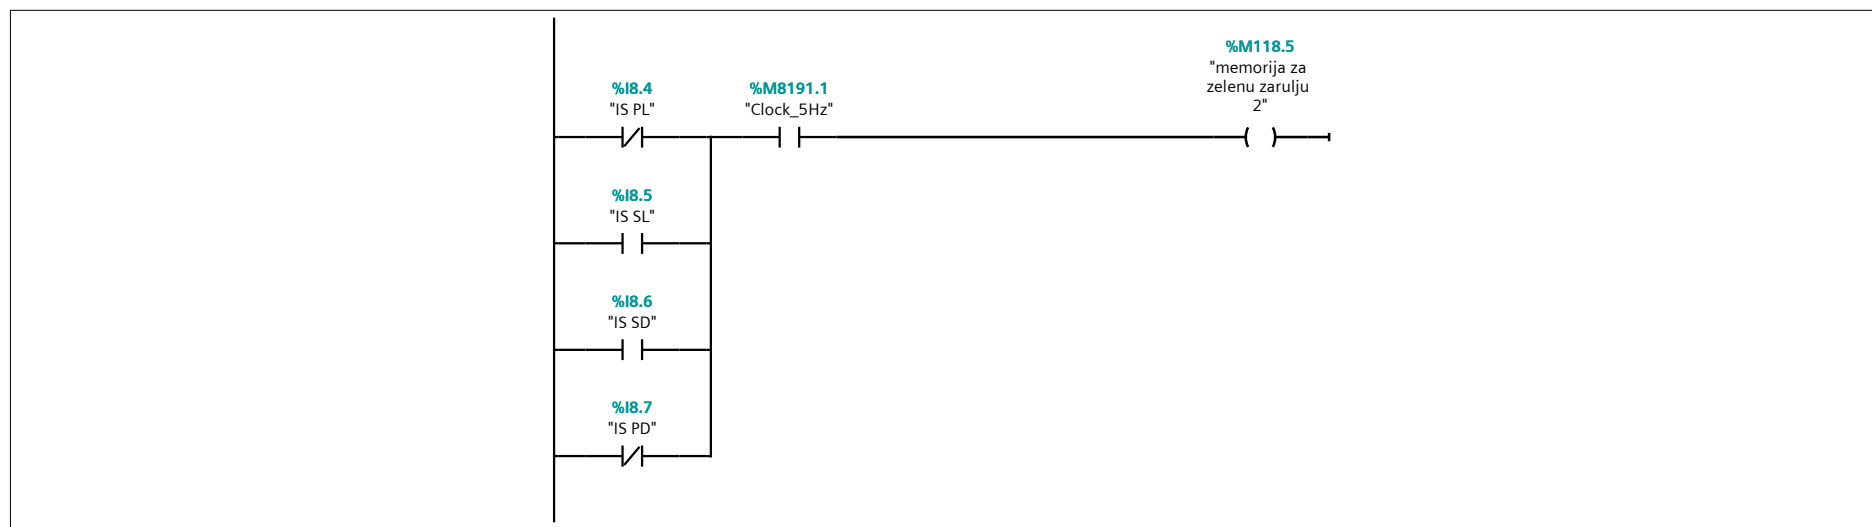 %M118.5
"memorija za
zelenu zarulju
2"
%I8.4
"IS PL"
%M8191.1
"Clock_5Hz"
%I8.5
"IS SL"
%I8.6
"IS SD"
%I8.7
"IS PD"